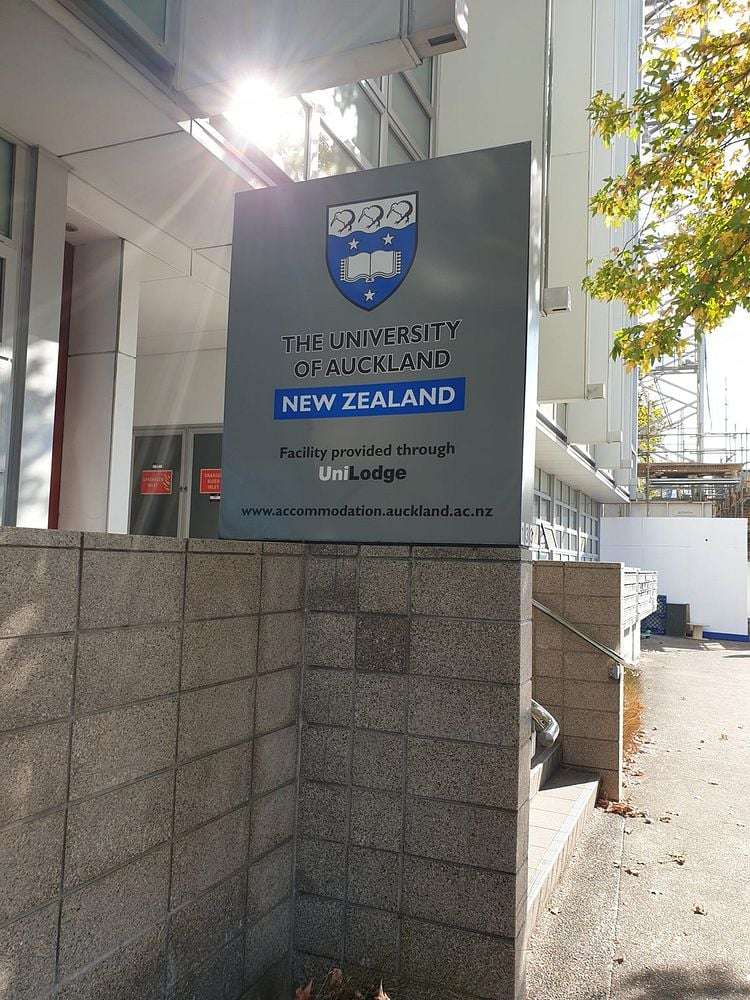 THE UNIVERSITY
OF AUCKLAND
NEW ZEALAND
Facility provided through
UniLodge
www.accommodation.auckland.ac.nz